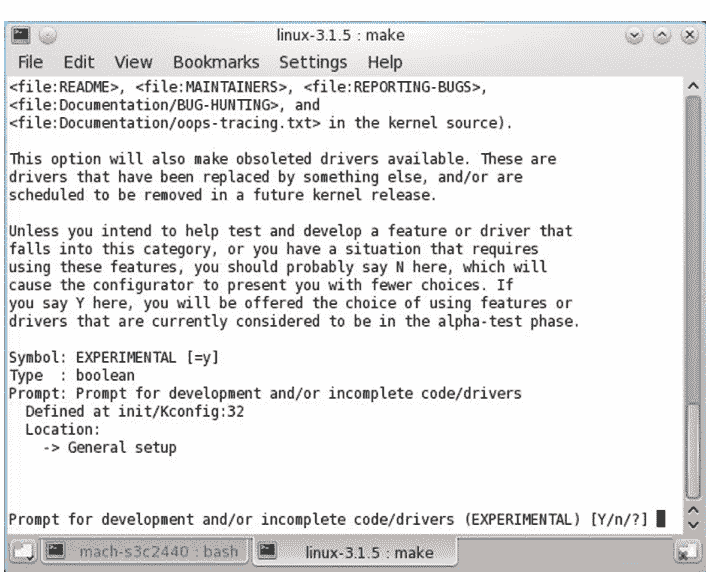 linux-3.1.5 : make
File Edit View Bookmarks Settings Help
<file:README>, <file:MAINTAINERS>, <file:REPORTING-BUGS>,
<file:Documentation/BUG-HUNTING>, and
<file:Documentation/oops-tracing.txt> in the kernel source).
This option will also make obsoleted drivers available. These are
drivers that have been replaced by something else, and/or are
scheduled to be removed in a future kernel release.
Unless you intend to help test and develop a feature or driver that
falls into this category, or you have a situation that requires
using these features, you should probably say N here, which will
cause the configurator to present you with fewer choices. If
you say Y here, you will be offered the choice of using features or
drivers that are currently considered to be in the alpha-test phase.
Symbol: EXPERIMENTAL [=y]
Type : boolean
Prompt: Prompt for development and/or incomplete code/drivers
Defined at init/Kconfig:32
Location:
-> General setup
Prompt for development and/or incomplete code/drivers (EXPERIMENTAL) [Y/n/?]
mach-s3c2440 : bash
linux-3.1.5 : make